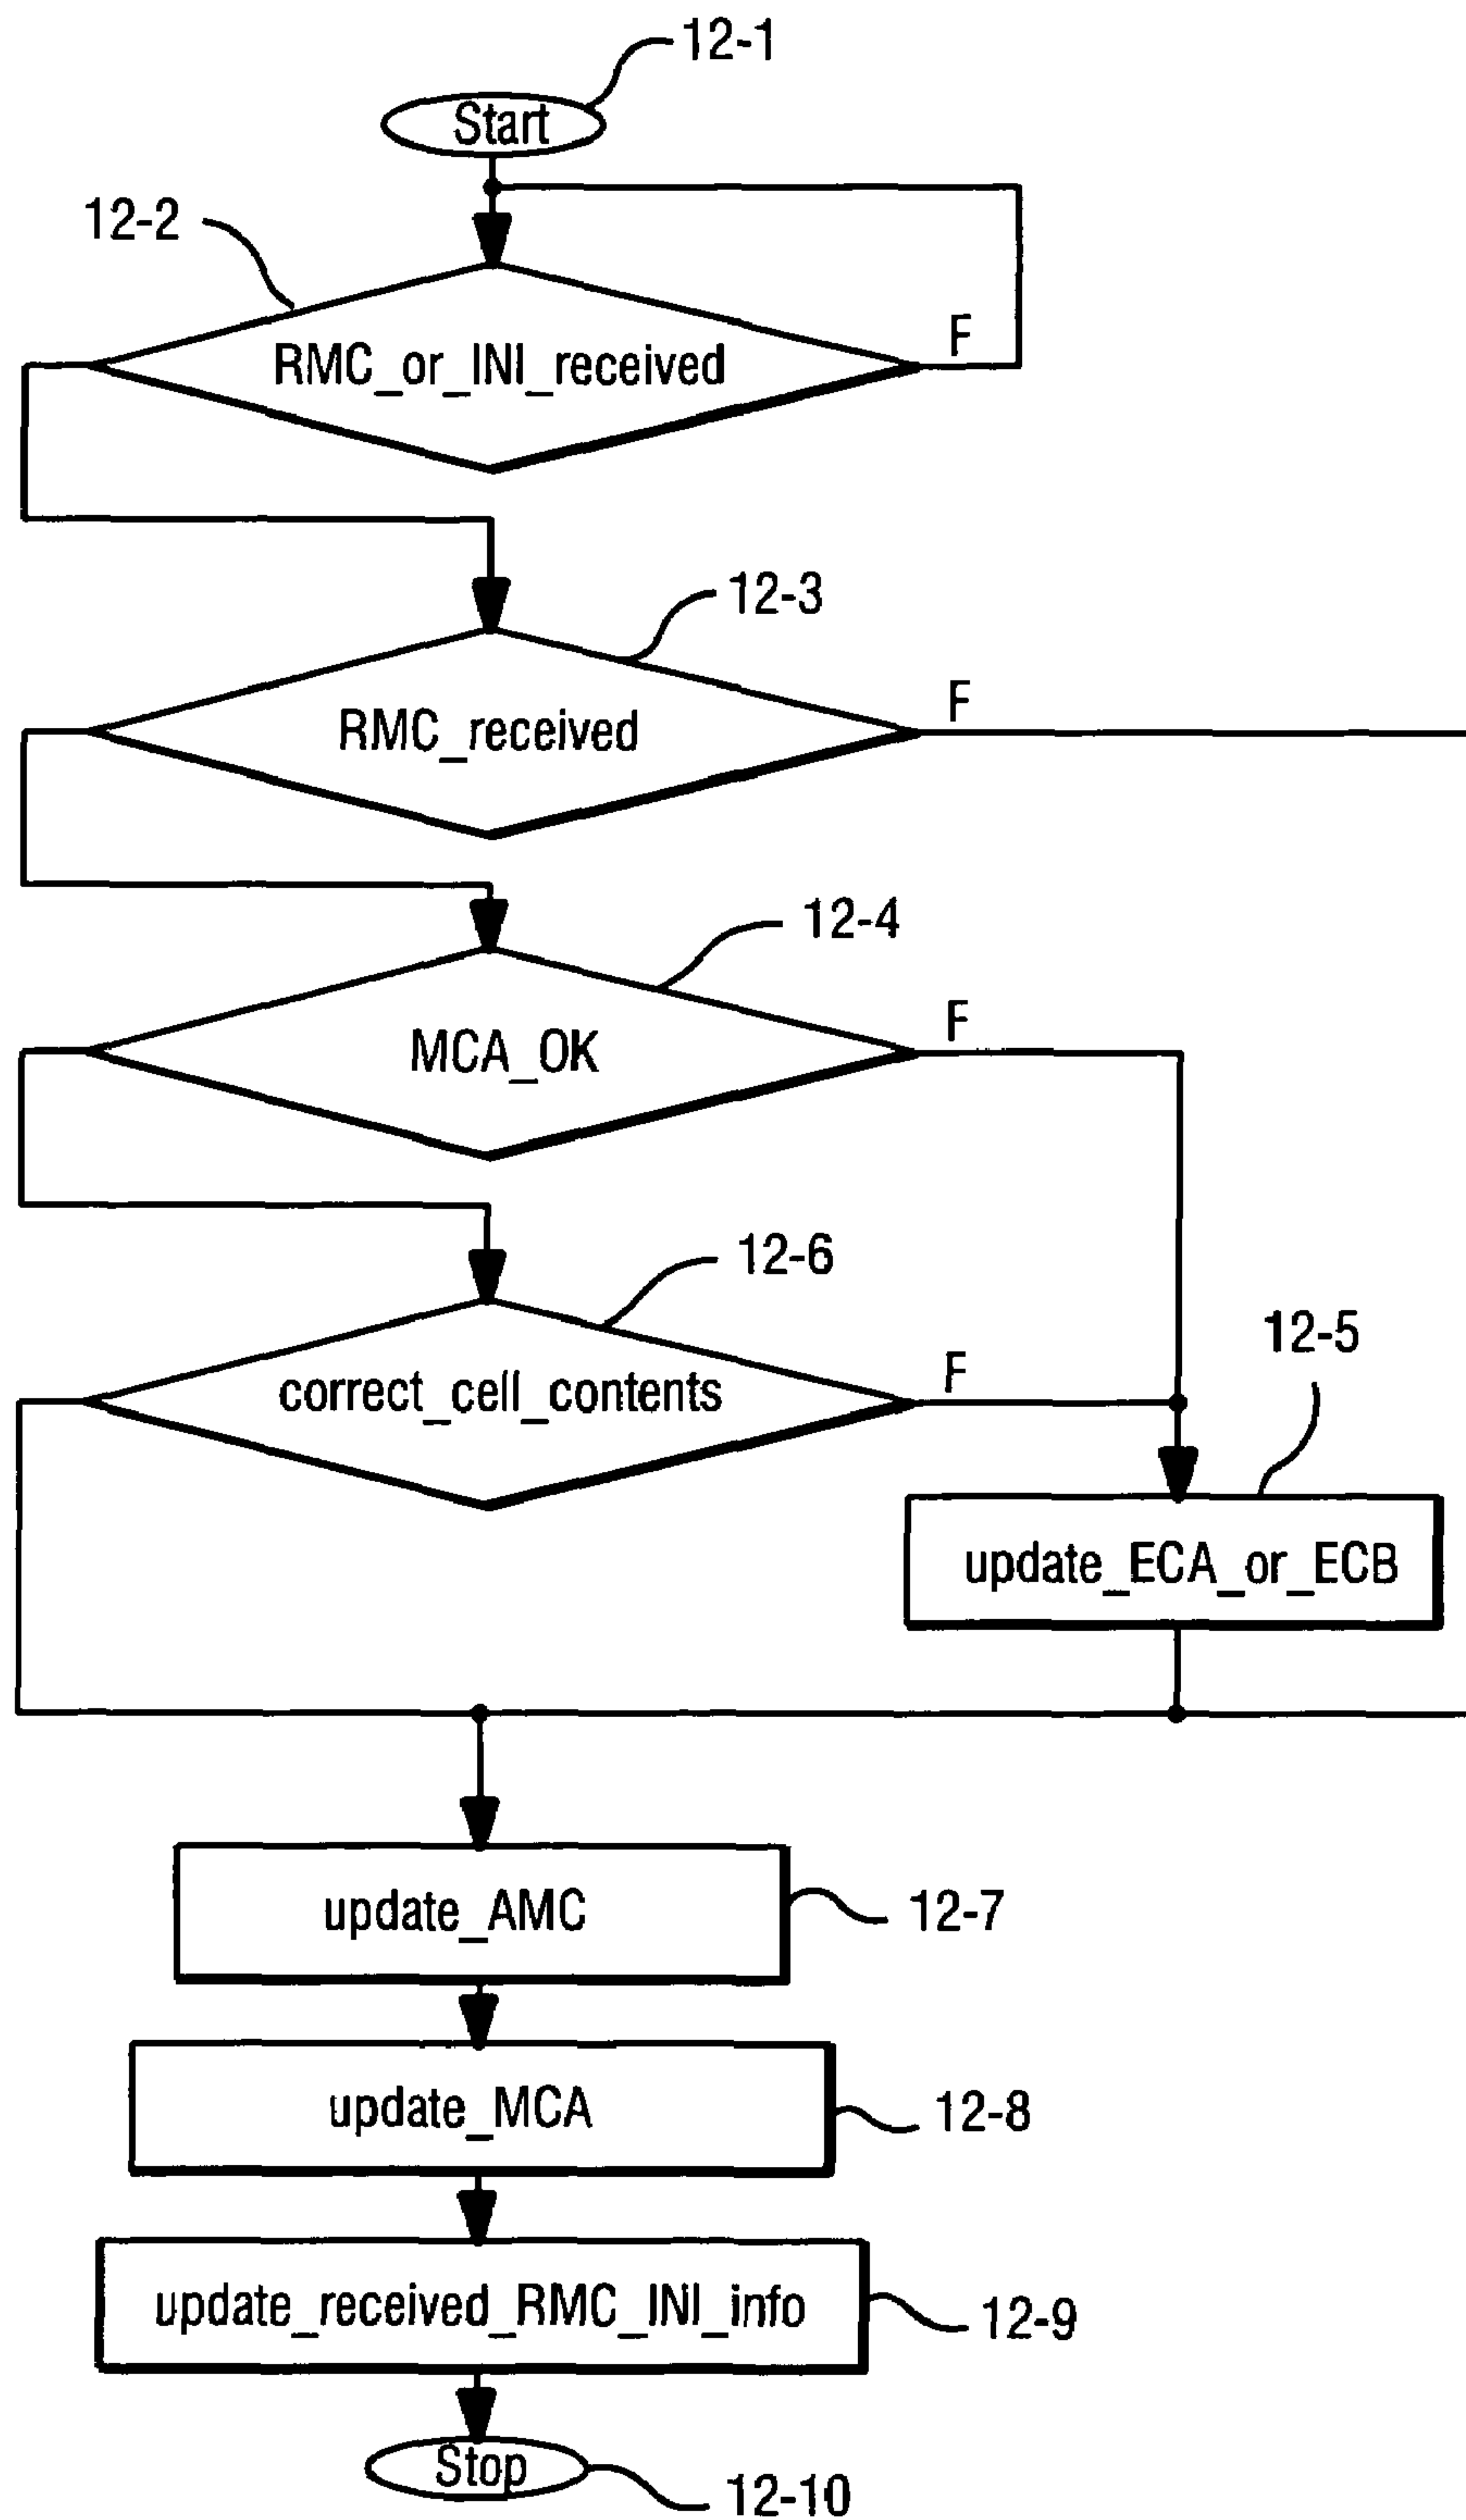 12-1
Start
12-2
RMC_or_INI_received
F
12-3
RMC_received
F
12-4
MCA_OK
F
12-6
correct_cell_contents
F
12-5
update_ECA_or_ECB
update_AMC
12-7
update_MCA
12-8
update_received_RMC_INI_info
12-9
Stop
12-10